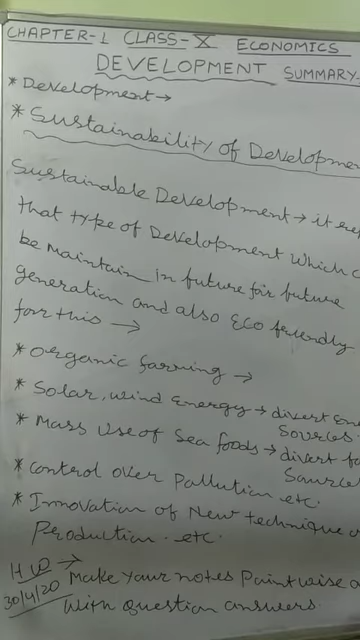 CHAPTER-1 CLASS-X ECONOMICS
DEVELOPMENT SUMMARY
* Development →
* Sustainability of Developme
Sustainable Development → it
that type of Development Which c
be Maintain in future for future
generation and also Eco friendly
for this →
* Organic farming →
* Solar, wind Energy → divert En
Sources.
* Mass Use of Sea foods → divert fo
Source
* Control over Pallution etc.
* Innovation of New technique o
Production. etc.
H.W →
30/4/20 Make your notes Pointwise a
With question answers.